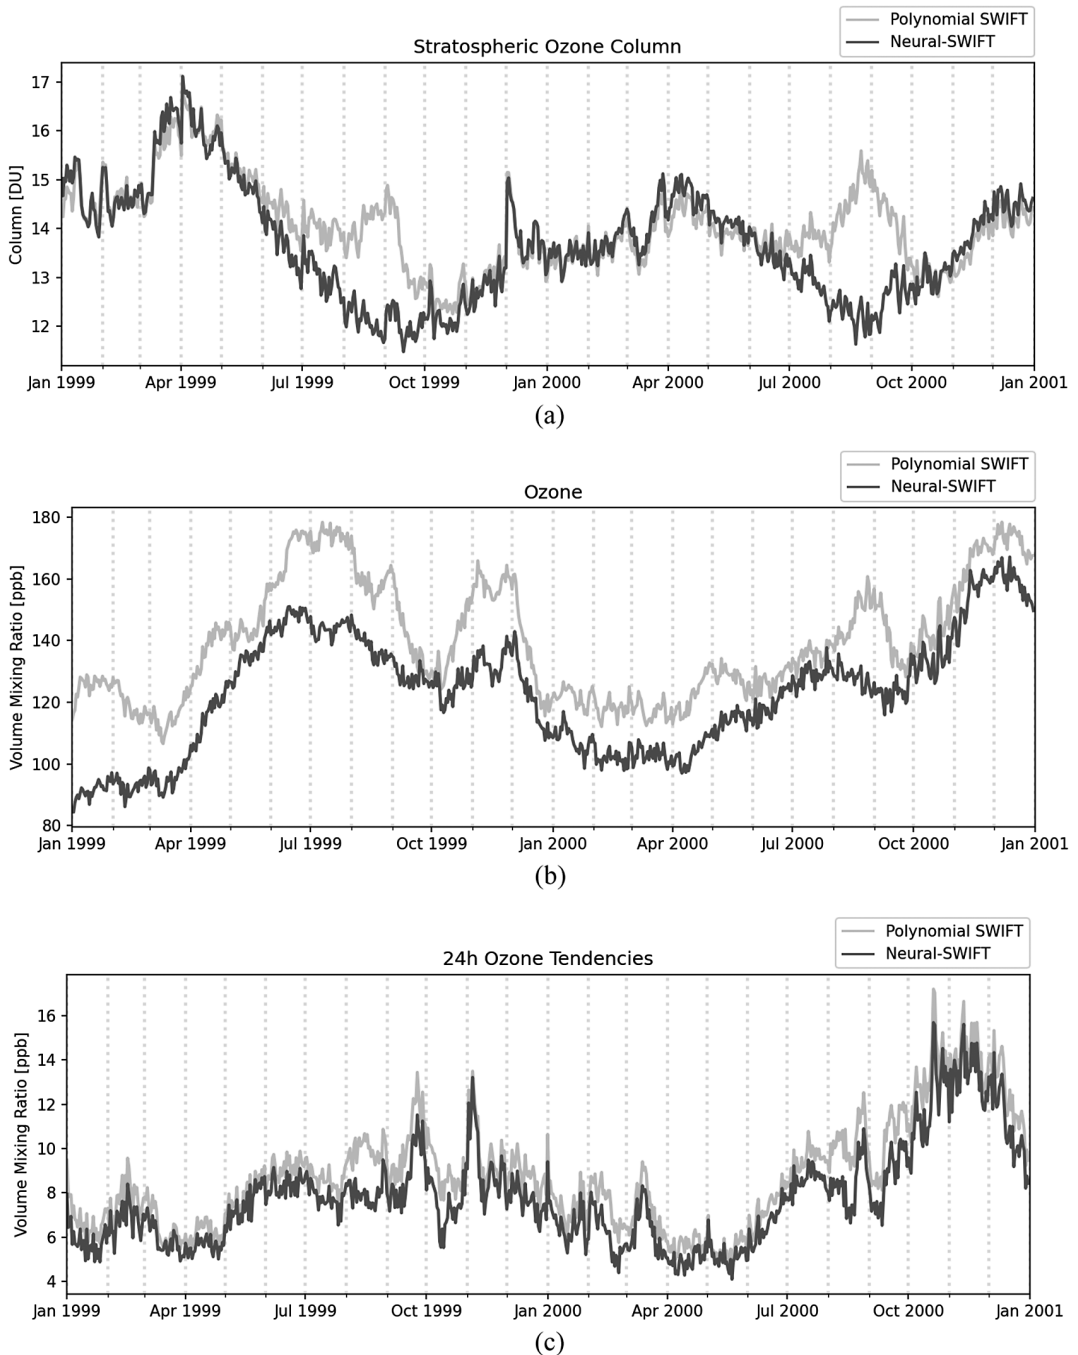 Polynomial SWIFT
Neural-SWIFT
Stratospheric Ozone Column
Column [DU]
17
16
15
14
13
12
Jan 1999 Apr 1999 Jul 1999 Oct 1999 Jan 2000 Apr 2000 Jul 2000 Oct 2000 Jan 2001
(a)
Polynomial SWIFT
Neural-SWIFT
Ozone
Volume Mixing Ratio [ppb]
180
160
140
120
100
80
Jan 1999 Apr 1999 Jul 1999 Oct 1999 Jan 2000 Apr 2000 Jul 2000 Oct 2000 Jan 2001
(b)
Polynomial SWIFT
Neural-SWIFT
24h Ozone Tendencies
Volume Mixing Ratio [ppb]
16
14
12
10
8
6
4
Jan 1999 Apr 1999 Jul 1999 Oct 1999 Jan 2000 Apr 2000 Jul 2000 Oct 2000 Jan 2001
(c)